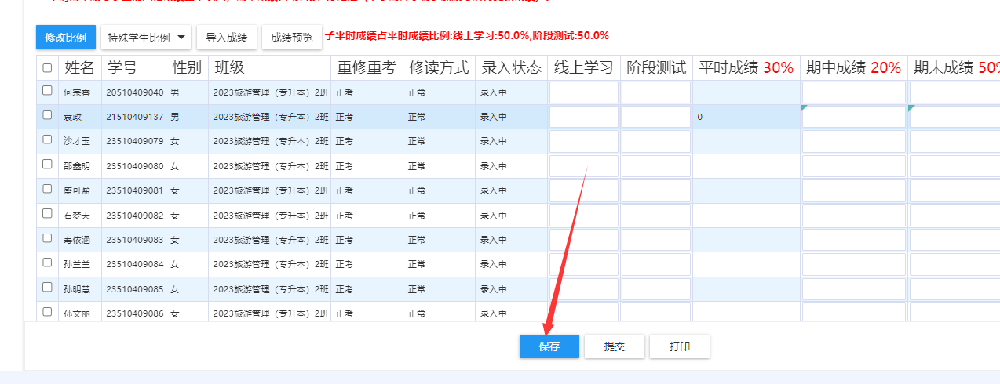 修改比例 特殊学生比例 导入成绩 成绩预览 子平时成绩占平时成绩比例:线上学习:50.0%,阶段测试:50.0%
姓名 学号 性别 班级 重修重考 修读方式 录入状态 线上学习 阶段测试 平时成绩 30% 期中成绩 20% 期末成绩
何宗睿 20510409040 男 2023旅游管理（专升本）2班 正考 正常 录入中
袁政 21510409137 男 2023旅游管理（专升本）2班 正考 正常 录入中 0
沙才玉 23510409079 女 2023旅游管理（专升本）2班 正考 正常 录入中
邵鑫明 23510409080 女 2023旅游管理（专升本）2班 正考 正常 录入中
盛可盈 23510409081 女 2023旅游管理（专升本）2班 正考 正常 录入中
石梦天 23510409082 女 2023旅游管理（专升本）2班 正考 正常 录入中
寿依涵 23510409083 女 2023旅游管理（专升本）2班 正考 正常 录入中
孙兰兰 23510409084 女 2023旅游管理（专升本）2班 正考 正常 录入中
孙明慧 23510409085 女 2023旅游管理（专升本）2班 正考 正常 录入中
孙文丽 23510409086 女 2023旅游管理（专升本）2班 正考 正常 录入中
保存 提交 打印